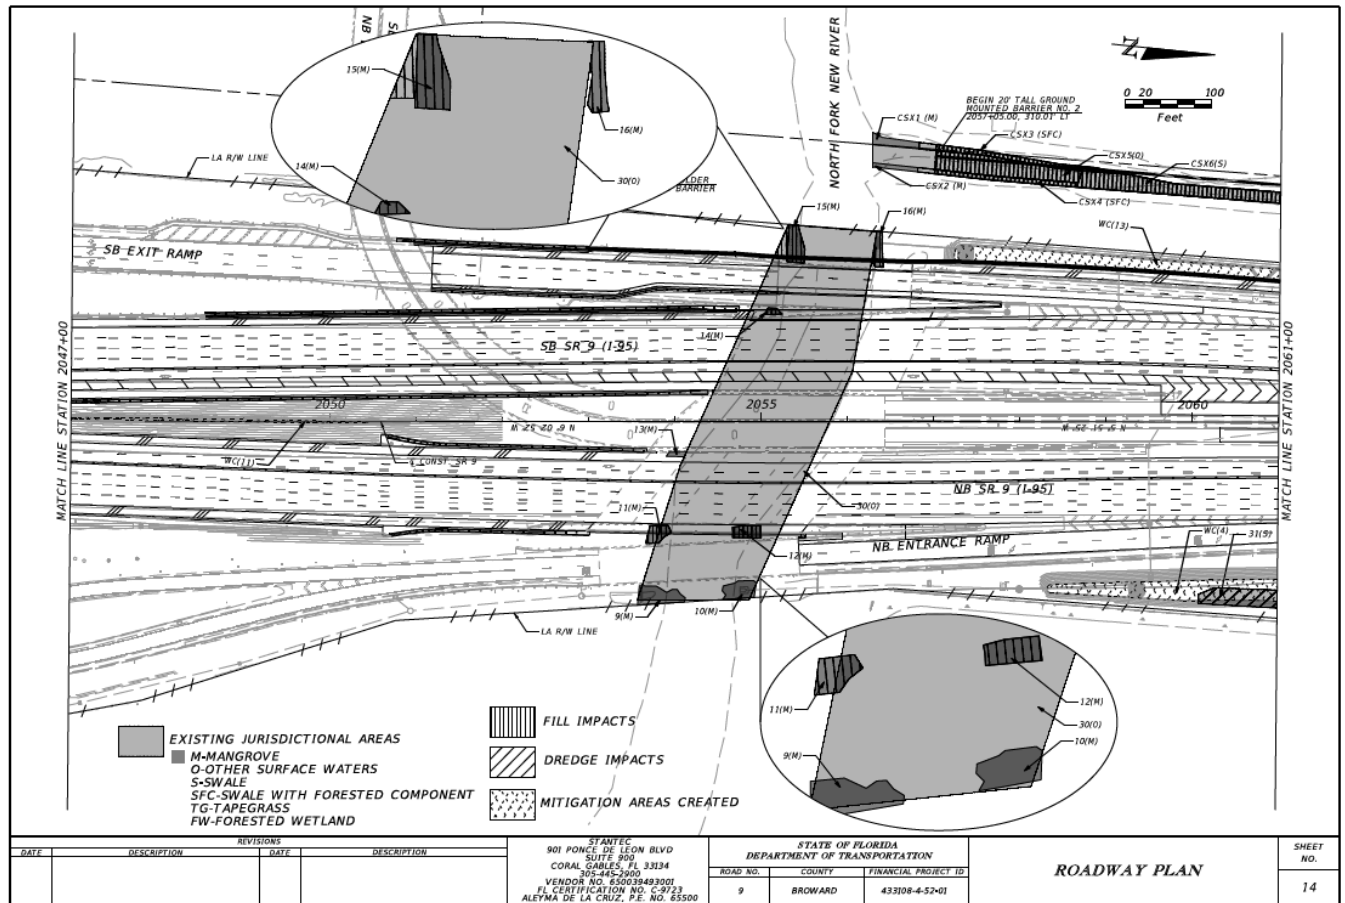 NB
SB
15(M)
16(M)
14(M)
30(O)
LA R/W LINE
BARRIER
NORTH FORK NEW RIVER
N
0 20 100
Feet
BEGIN 20' TALL GROUND
MOUNTED BARRIER NO. 2
2057+05.00, 310.01' LT
CSX1 (M)
CSX3 (SFC)
CSX5(O)
CSX6(S)
CSX2 (M)
CSX4 (SFC)
15(M)
16(M)
WC(13)
SB EXIT RAMP
14(M)
SB SR 9 (I-95)
MATCH LINE STATION 2047+00
MATCH LINE STATION 2061+00
2050
2055
2060
13(M)
WC(11)
℄ CONST SR 9
NB SR 9 (I-95)
30(O)
11(M)
12(M)
NB ENTRANCE RAMP
WC(4)
31(S)
9(M)
10(M)
LA R/W LINE
11(M)
12(M)
30(O)
10(M)
9(M)
EXISTING JURISDICTIONAL AREAS
M-MANGROVE
O-OTHER SURFACE WATERS
S-SWALE
SFC-SWALE WITH FORESTED COMPONENT
TG-TAPEGRASS
FW-FORESTED WETLAND
FILL IMPACTS
DREDGE IMPACTS
MITIGATION AREAS CREATED
REVISIONS
DATE DESCRIPTION DATE DESCRIPTION
STANTEC
901 PONCE DE LEON BLVD
SUITE 900
CORAL GABLES, FL 33134
305-445-2900
VENDOR NO. 650039493001
FL CERTIFICATION NO. C-9723
ALEYMA DE LA CRUZ, P.E. NO. 65500
STATE OF FLORIDA
DEPARTMENT OF TRANSPORTATION
ROAD NO. COUNTY FINANCIAL PROJECT ID
9 BROWARD 433108-4-52-01
ROADWAY PLAN
SHEET
NO.
14